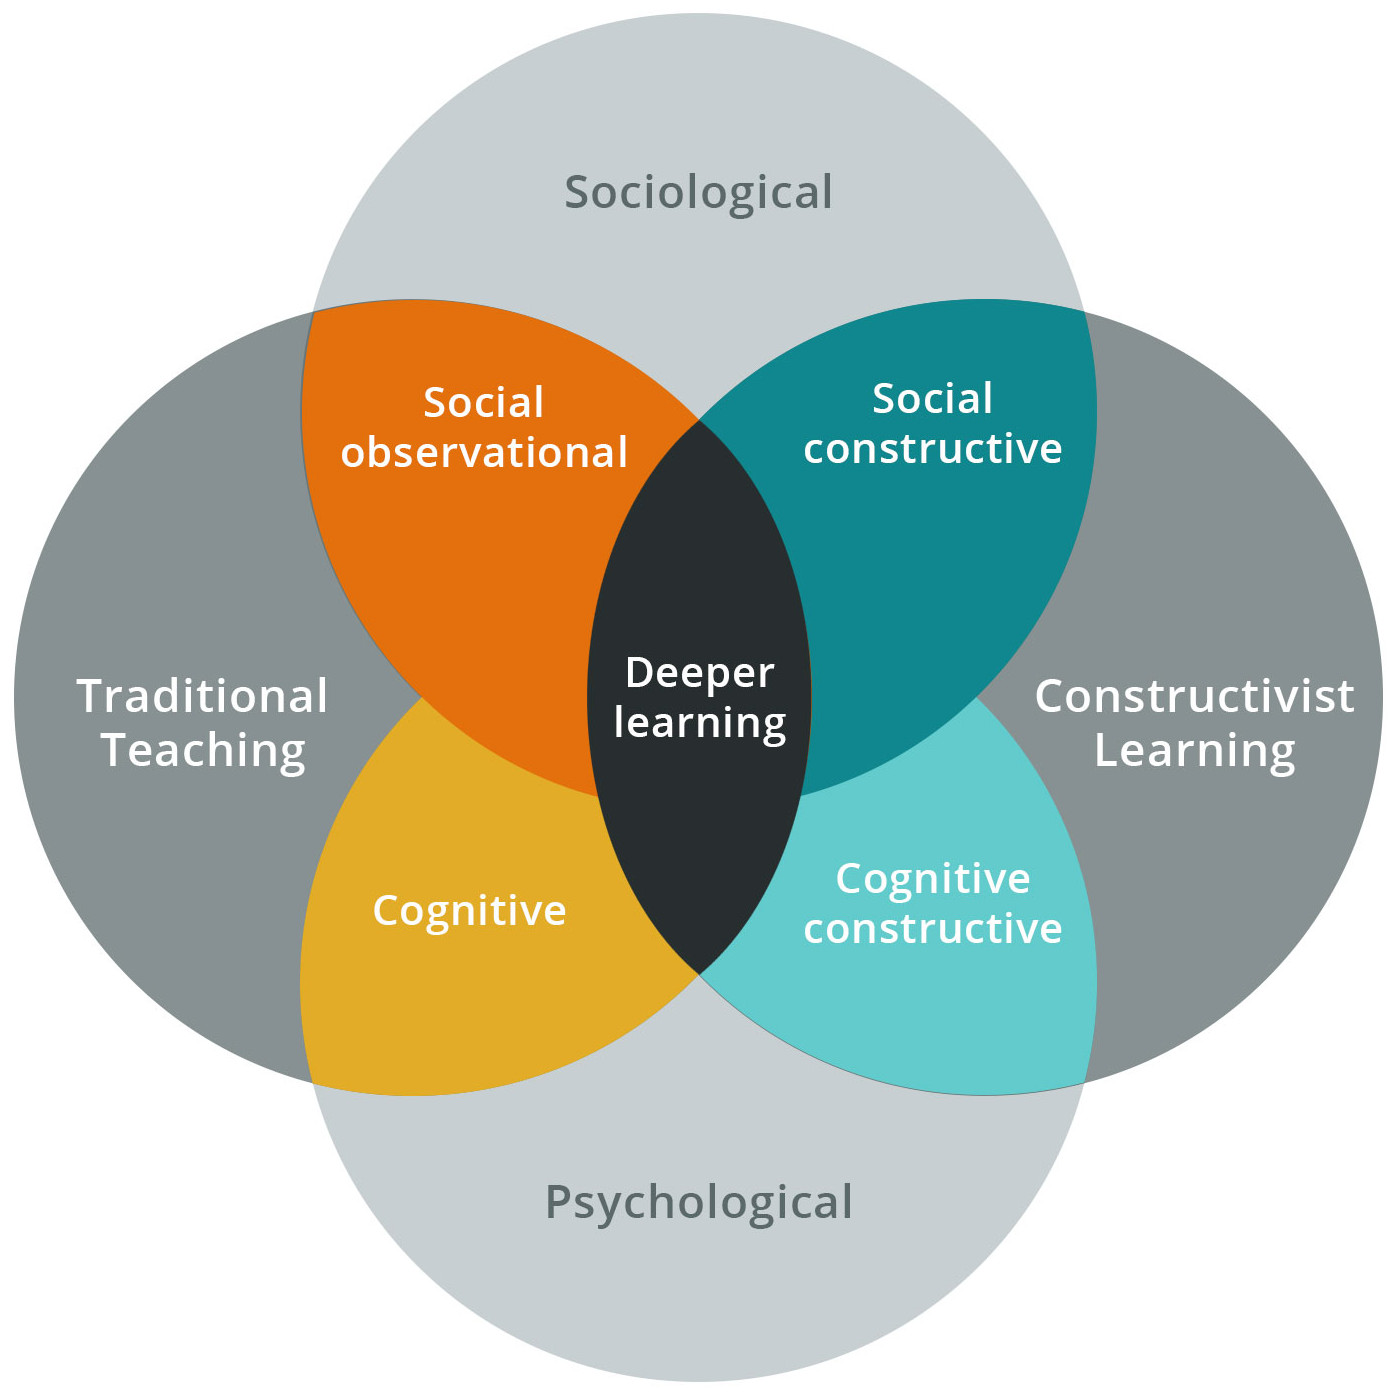 Sociological
Social
observational
Social
constructive
Deeper
learning
Traditional
Teaching
Constructivist
Learning
Cognitive
Cognitive
constructive
Psychological